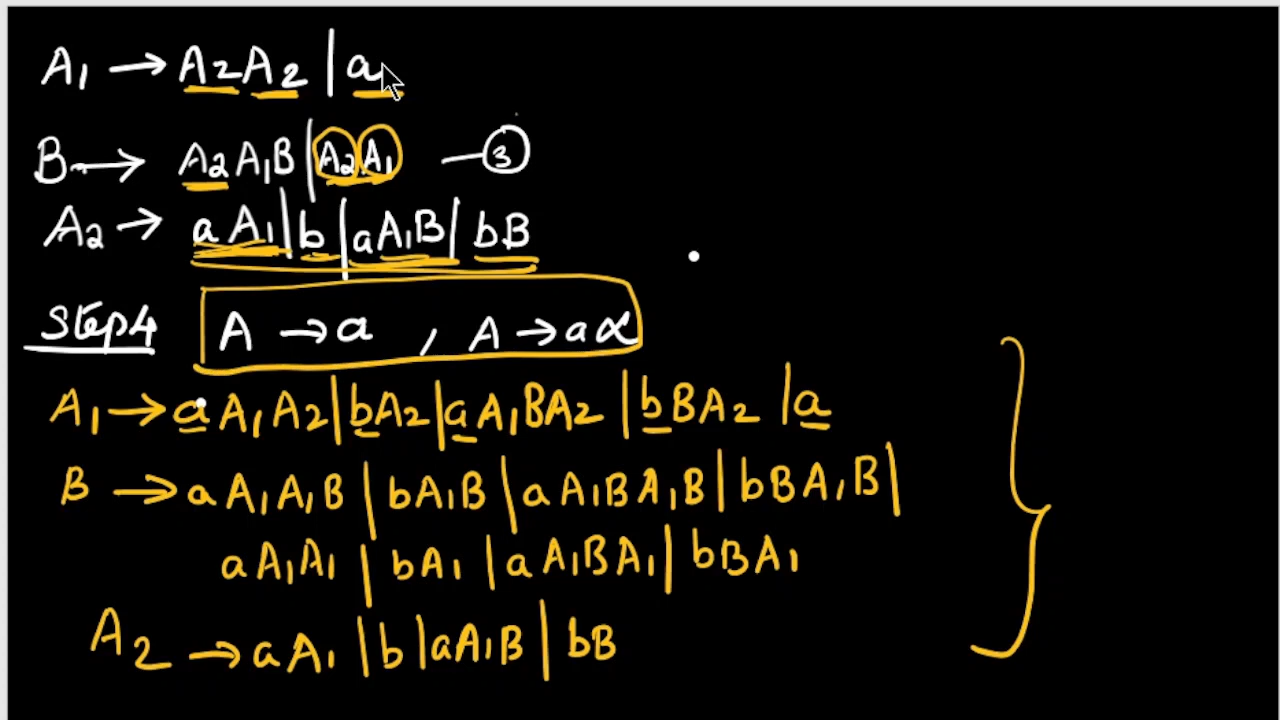 A₁ → A₂A₂ | a
B → A₂A₁B | A₂A₁ — ③
A₂ → aA₁ | b | aA₁B | bB
Step4 A → a , A → aα
A₁ → aA₁A₂ | bA₂ | aA₁BA₂ | bBA₂ | a
B → aA₁A₁B | bA₁B | aA₁BA₁B | bBA₁B |
aA₁A₁ | bA₁ | aA₁BA₁ | bBA₁
A₂ → aA₁ | b | aA₁B | bB